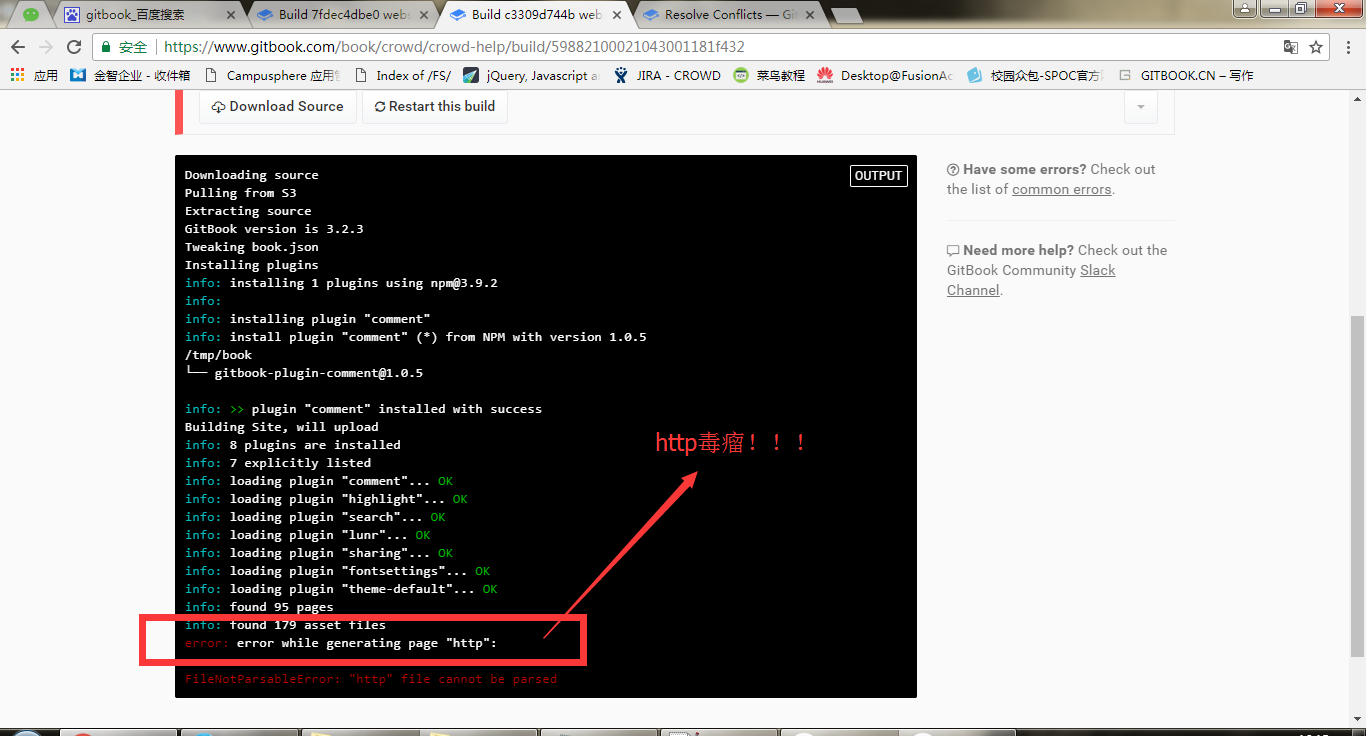 gitbook_百度搜索
Build 7fdec4dbe0 webs
Build c3309d744b web
Resolve Conflicts — Git
安全
https://www.gitbook.com/book/crowd/crowd-help/build/59882100021043001181f432
应用
金智企业 - 收件箱
Campusphere 应用
Index of /FS/
jQuery, Javascript a
JIRA - CROWD
菜鸟教程
Desktop@FusionAc
校园众包-SPOC官方
GITBOOK.CN – 写作
Download Source
Restart this build
Downloading source
OUTPUT
Pulling from S3
Extracting source
GitBook version is 3.2.3
Tweaking book.json
Installing plugins
info: installing 1 plugins using npm@3.9.2
info:
info: installing plugin "comment"
info: install plugin "comment" (*) from NPM with version 1.0.5
/tmp/book
└── gitbook-plugin-comment@1.0.5
info: >> plugin "comment" installed with success
Building Site, will upload
info: 8 plugins are installed
info: 7 explicitly listed
info: loading plugin "comment"... OK
info: loading plugin "highlight"... OK
info: loading plugin "search"... OK
info: loading plugin "lunr"... OK
info: loading plugin "sharing"... OK
info: loading plugin "fontsettings"... OK
info: loading plugin "theme-default"... OK
info: found 95 pages
info: found 179 asset files
error: error while generating page "http":
FileNotParsableError: "http" file cannot be parsed
http毒瘤！！！
Have some errors? Check out
the list of common errors.
Need more help? Check out the
GitBook Community Slack
Channel.